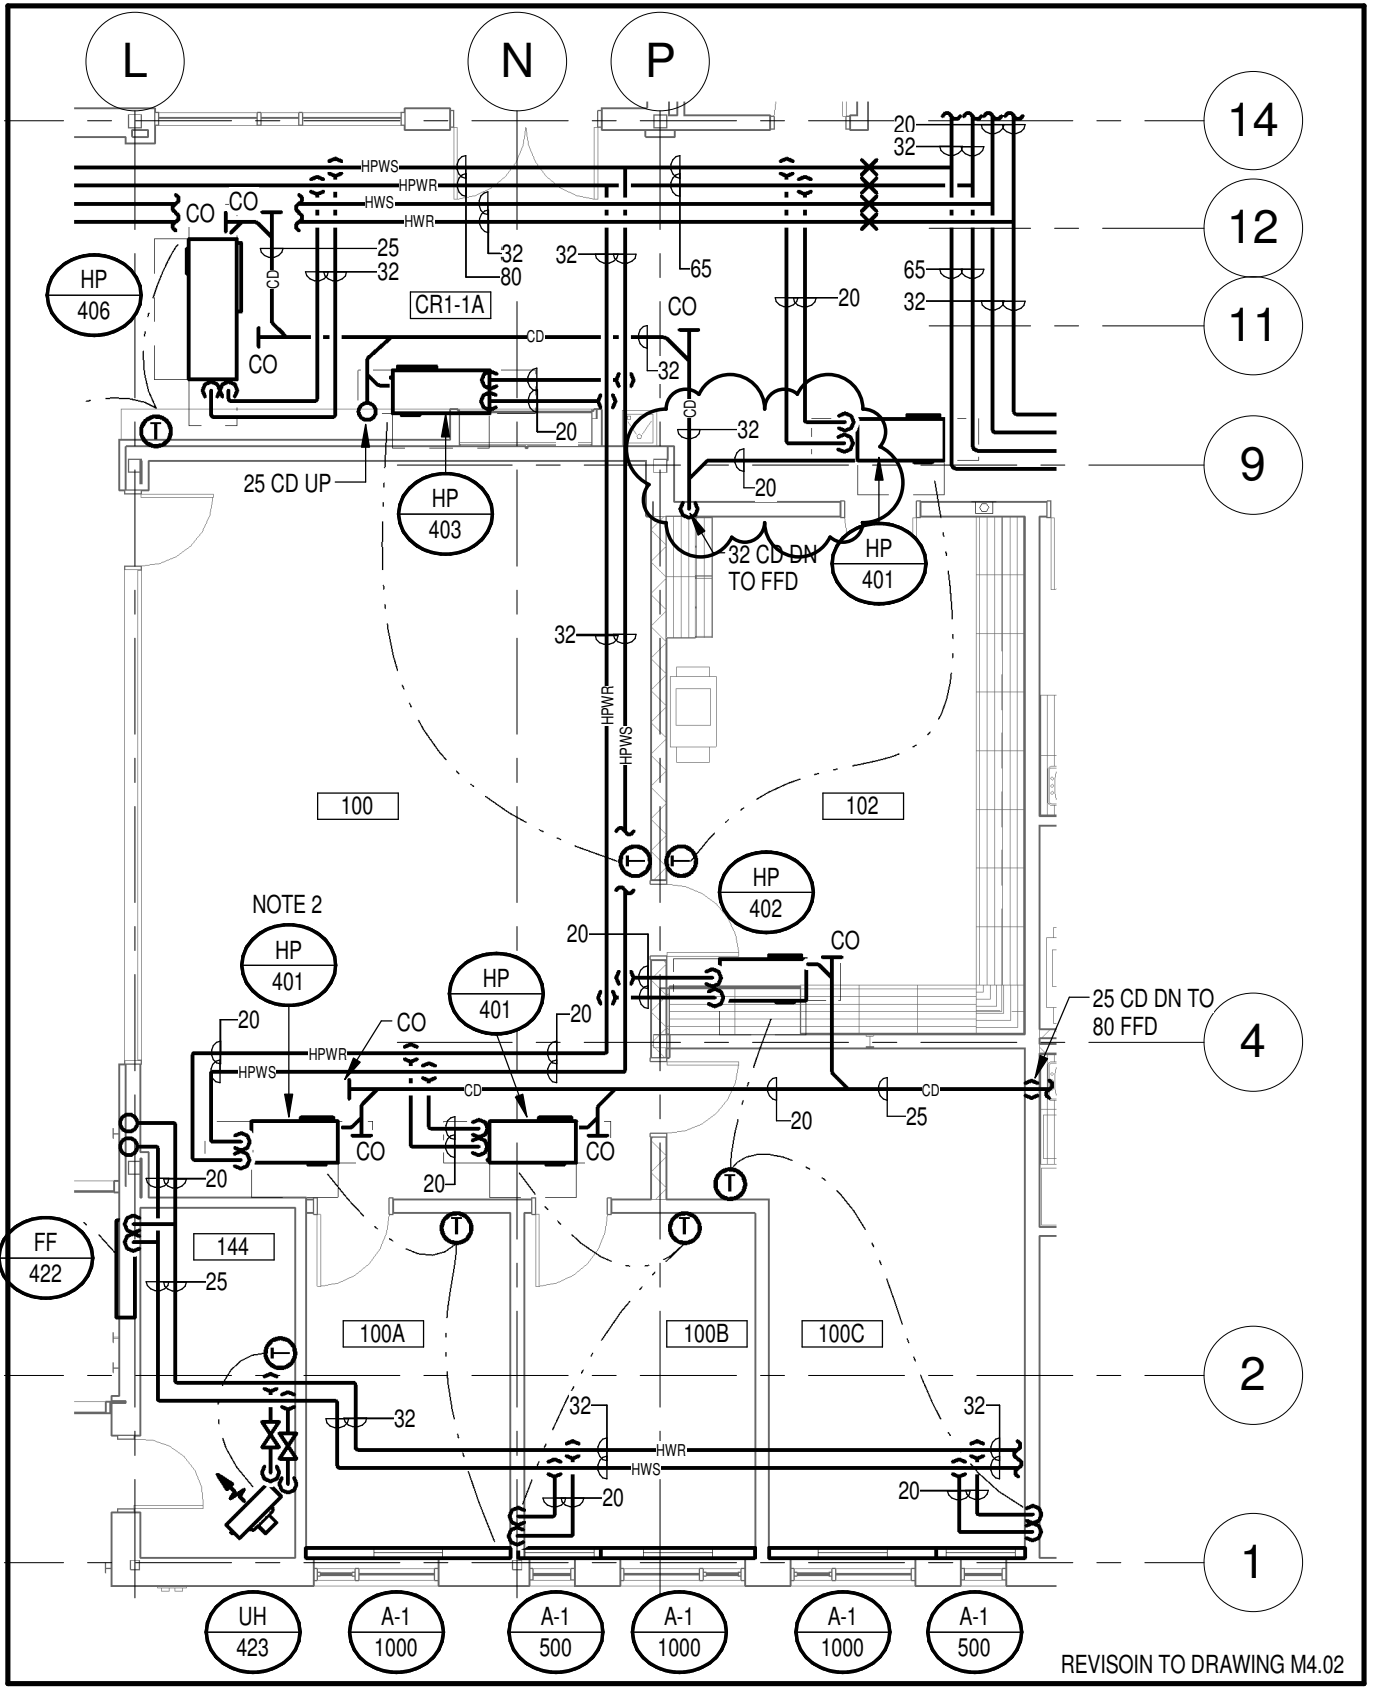 L
N
P
14
12
11
9
4
2
1
20
32
HPWS
HPWR
HWS
HWR
CO
CO
25
32
CD
32
80
32
65
65
32
20
HP
406
CR1-1A
CO
CD
CO
32
CD
32
20
20
25 CD UP
HP
403
32 CD DN
TO FFD
HP
401
32
HPWR
HPWS
100
102
HP
402
NOTE 2
HP
401
HP
401
20
CO
20
20
CO
25 CD DN TO
80 FFD
HPWR
HPWS
CD
20
25
CD
CO
CO
20
20
T
T
T
T
T
T
T
FF
422
144
25
100A
100B
100C
32
32
32
HWR
HWS
20
20
UH
423
A-1
1000
A-1
500
A-1
1000
A-1
1000
A-1
500
REVISOIN TO DRAWING M4.02